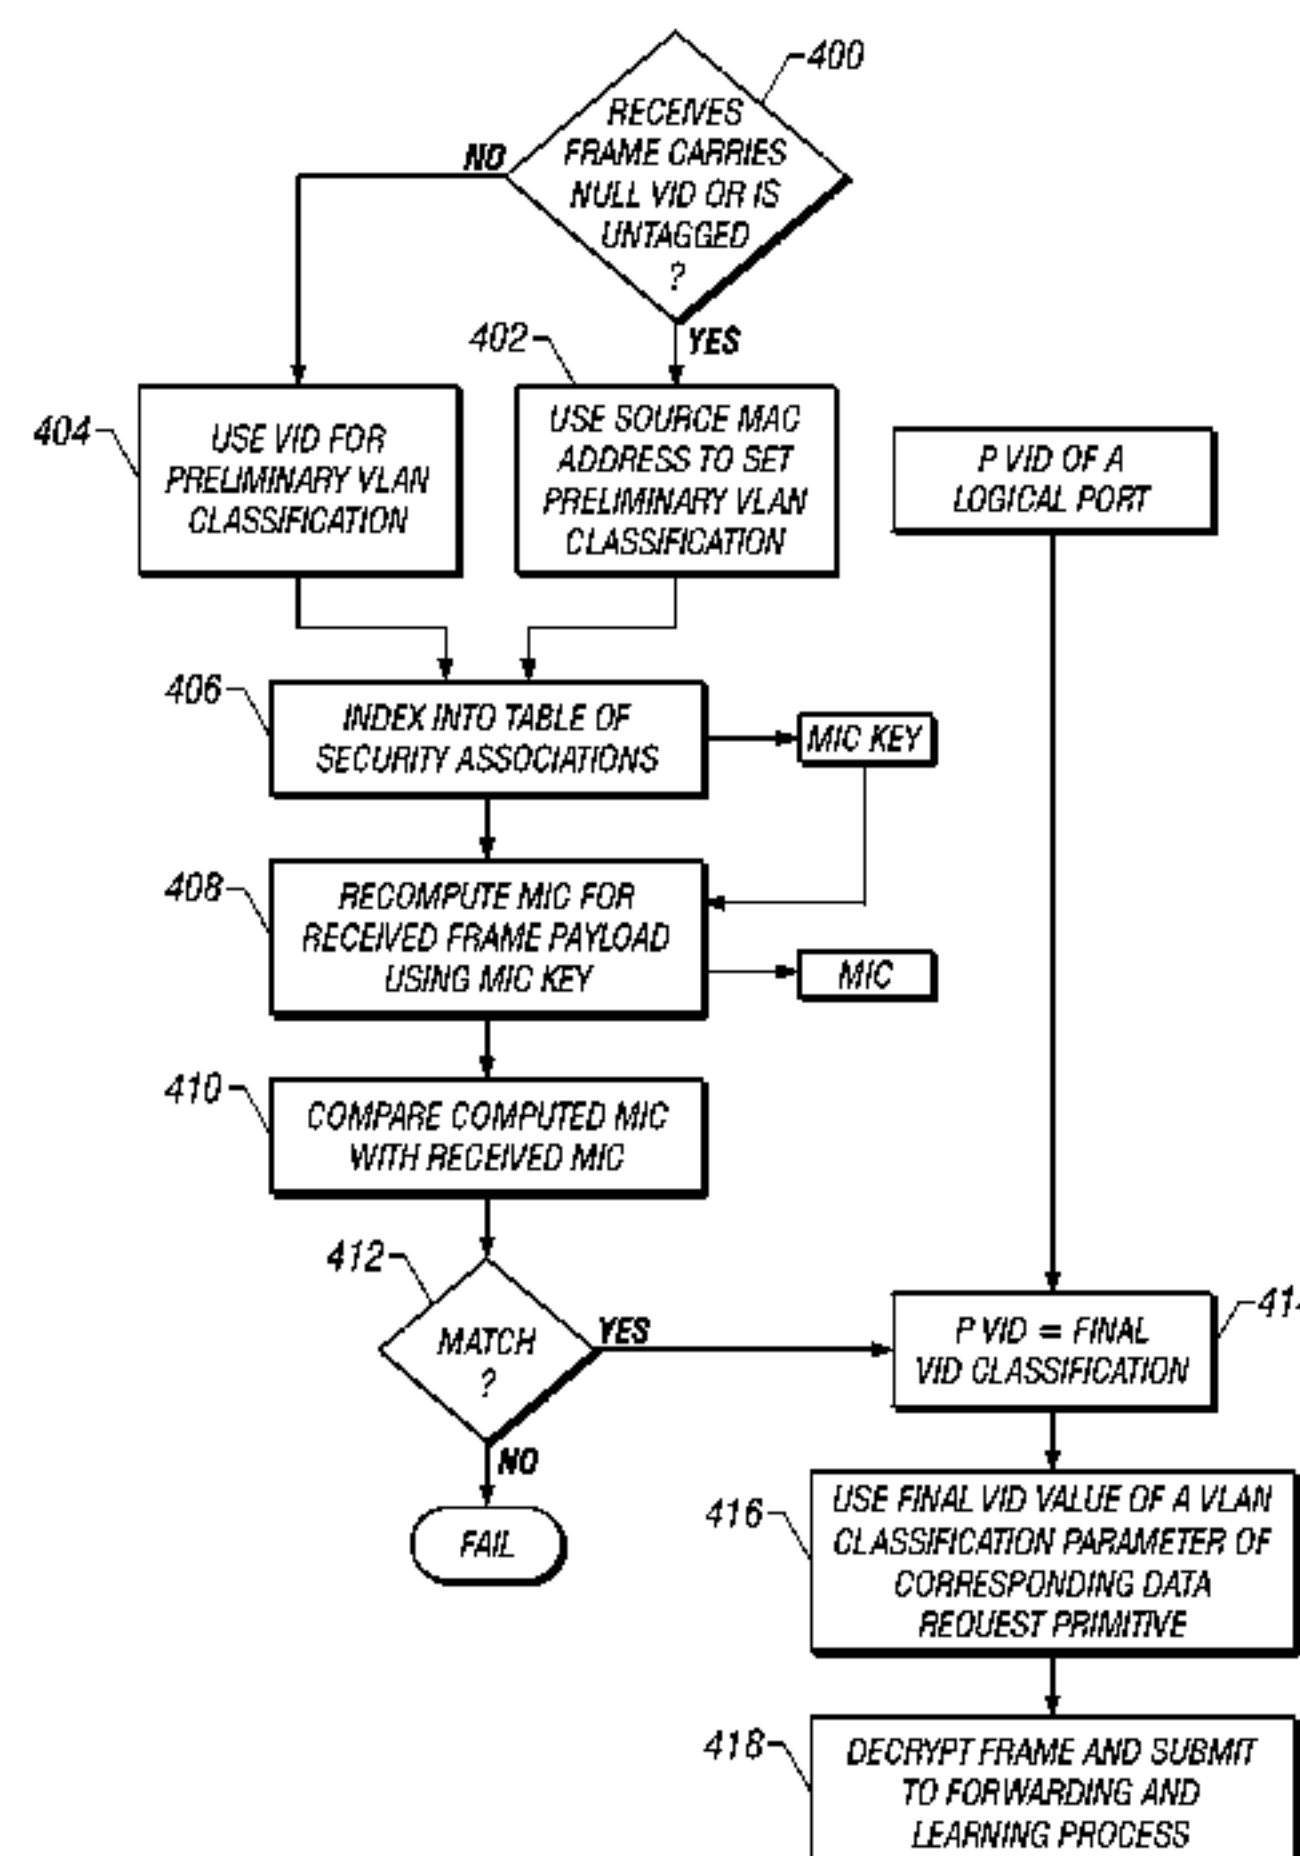 400
RECEIVES
FRAME CARRIES
NULL VID OR IS
UNTAGGED
?
NO
YES
402
404
USE VID FOR
PRELIMINARY VLAN
CLASSIFICATION
USE SOURCE MAC
ADDRESS TO SET
PRELIMINARY VLAN
CLASSIFICATION
P VID OF A
LOGICAL PORT
406
INDEX INTO TABLE OF
SECURITY ASSOCIATIONS
MIC KEY
408
RECOMPUTE MIC FOR
RECEIVED FRAME PAYLOAD
USING MIC KEY
MIC
410
COMPARE COMPUTED MIC
WITH RECEIVED MIC
412
MATCH
?
YES
NO
FAIL
P VID = FINAL
VID CLASSIFICATION
416
USE FINAL VID VALUE OF A VLAN
CLASSIFICATION PARAMETER OF
CORRESPONDING DATA
REQUEST PRIMITIVE
418
DECRYPT FRAME AND SUBMIT
TO FORWARDING AND
LEARNING PROCESS